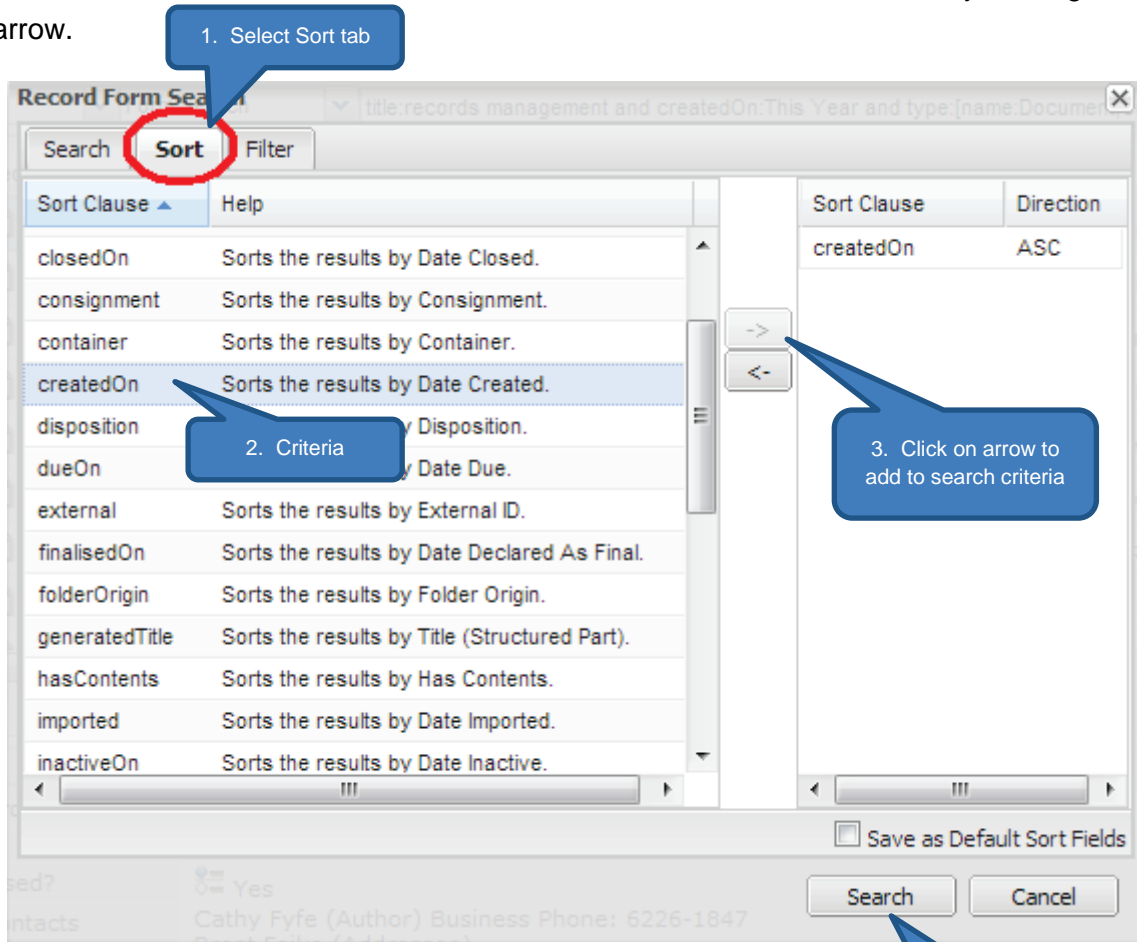 arrow.
1. Select Sort tab
Record Form Search
title:records management and createdOn:This Year and type:[name:Document
Search Sort Filter
Sort Clause Help
Sort Clause Direction
closedOn Sorts the results by Date Closed.
createdOn ASC
consignment Sorts the results by Consignment.
container Sorts the results by Container.
->
createdOn Sorts the results by Date Created.
<-
disposition y Disposition.
2. Criteria
3. Click on arrow to
add to search criteria
dueOn y Date Due.
external Sorts the results by External ID.
finalisedOn Sorts the results by Date Declared As Final.
folderOrigin Sorts the results by Folder Origin.
generatedTitle Sorts the results by Title (Structured Part).
hasContents Sorts the results by Has Contents.
imported Sorts the results by Date Imported.
inactiveOn Sorts the results by Date Inactive.
Save as Default Sort Fields
sed? Yes
Search Cancel
ntacts Cathy Fyfe (Author) Business Phone: 6226-1847